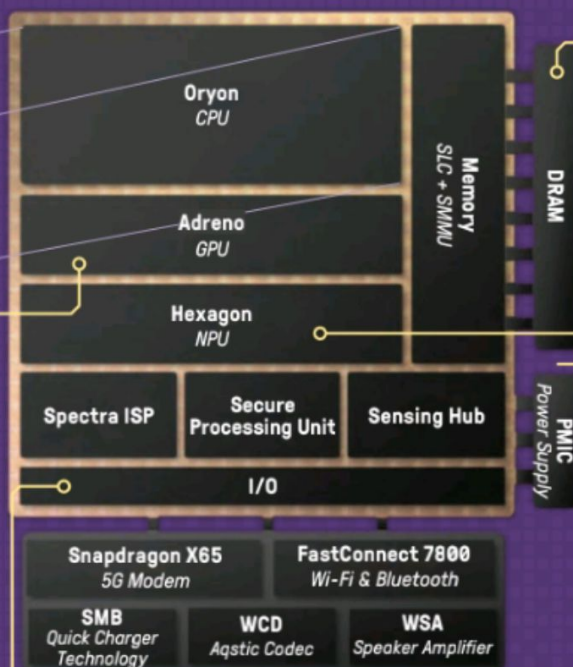 Oryon
CPU
Memory
SLC + SMMU
DRAM
Adreno
GPU
Hexagon
NPU
Spectra ISP
Secure
Processing Unit
Sensing Hub
PMIC
Power Supply
I/O
Snapdragon X65
5G Modem
FastConnect 7800
Wi-Fi & Bluetooth
SMB
Quick Charger
Technology
WCD
Aqstic Codec
WSA
Speaker Amplifier